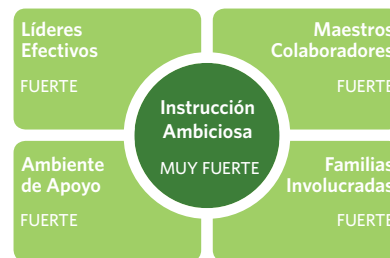 Líderes
Efectivos
FUERTE
Maestros
Colaboradores
FUERTE
Instrucción
Ambiciosa
MUY FUERTE
Ambiente
de Apoyo
FUERTE
Familias
Involucradas
FUERTE